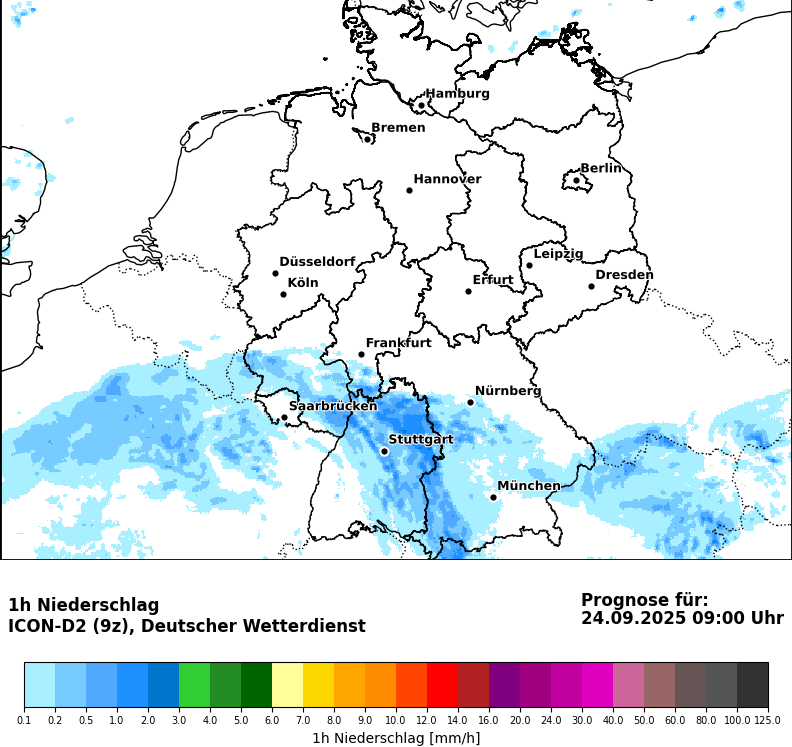 Hamburg
Bremen
Berlin
Hannover
Leipzig
Düsseldorf
Dresden
Köln
Erfurt
Frankfurt
Nürnberg
Saarbrücken
Stuttgart
München
1h Niederschlag
ICON-D2 (9z), Deutscher Wetterdienst
Prognose für:
24.09.2025 09:00 Uhr
0.1 0.2 0.5 1.0 2.0 3.0 4.0 5.0 6.0 7.0 8.0 9.0 10.0 12.0 14.0 16.0 20.0 24.0 30.0 40.0 50.0 60.0 80.0 100.0 125.0
1h Niederschlag [mm/h]